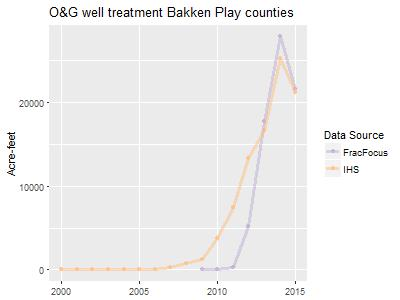 O&G well treatment Bakken Play counties
Acre-feet
20000
10000
0
2000
2005
2010
2015
Data Source
FracFocus
IHS